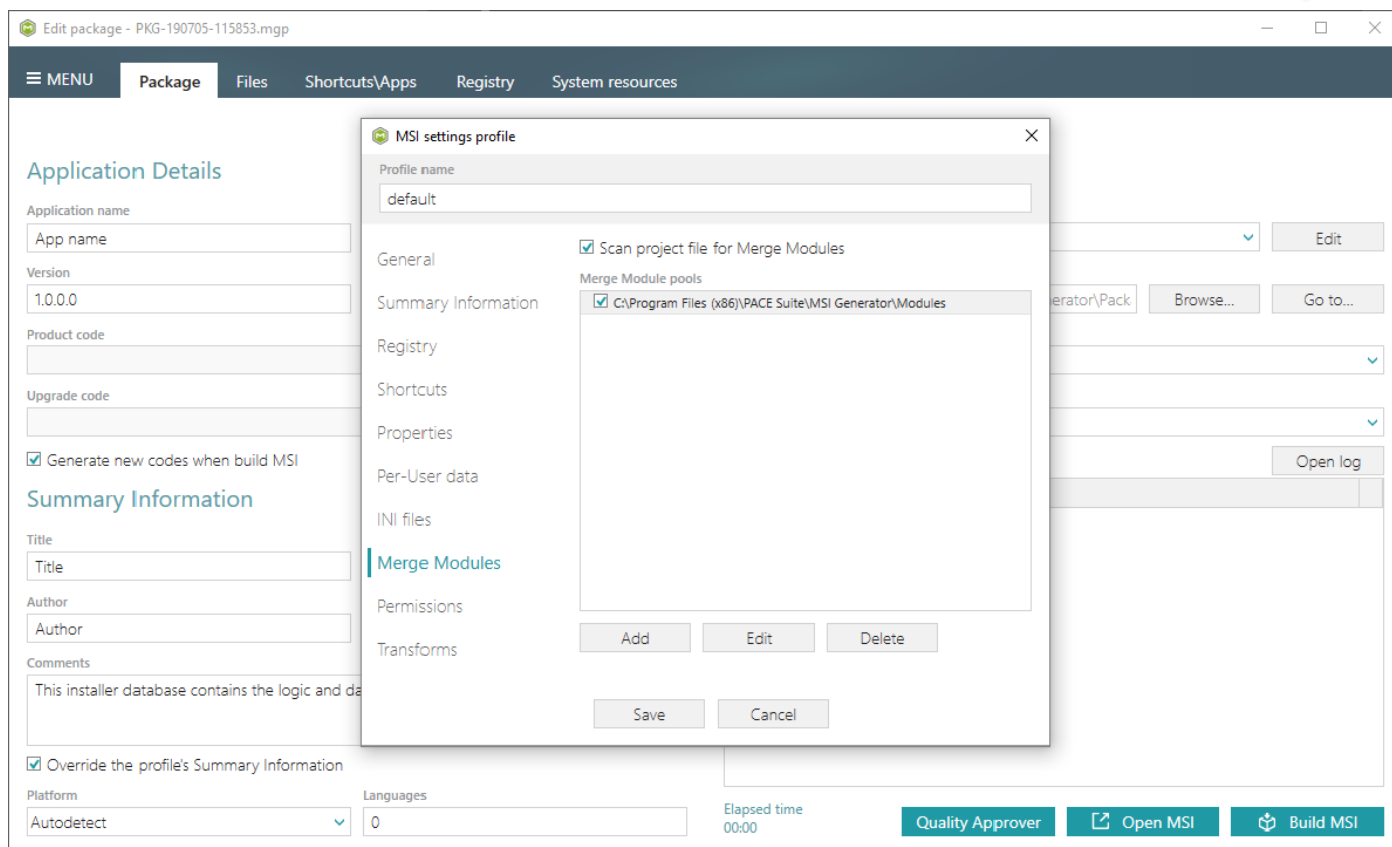 Edit package - PKG-190705-115853.mgp
MENU
Package
Files
Shortcuts\Apps
Registry
System resources
Application Details
Application name
App name
Version
1.0.0.0
Product code
Upgrade code
Generate new codes when build MSI
Summary Information
Title
Title
Author
Author
Comments
This installer database contains the logic and da
Override the profile's Summary Information
Platform
Autodetect
Languages
0
MSI settings profile
Profile name
default
General
Summary Information
Registry
Shortcuts
Properties
Per-User data
INI files
Merge Modules
Permissions
Transforms
Scan project file for Merge Modules
Merge Module pools
C:\Program Files (x86)\PACE Suite\MSI Generator\Modules
Add
Edit
Delete
Save
Cancel
Edit
erator\Pack
Browse...
Go to...
Open log
Elapsed time
00:00
Quality Approver
Open MSI
Build MSI